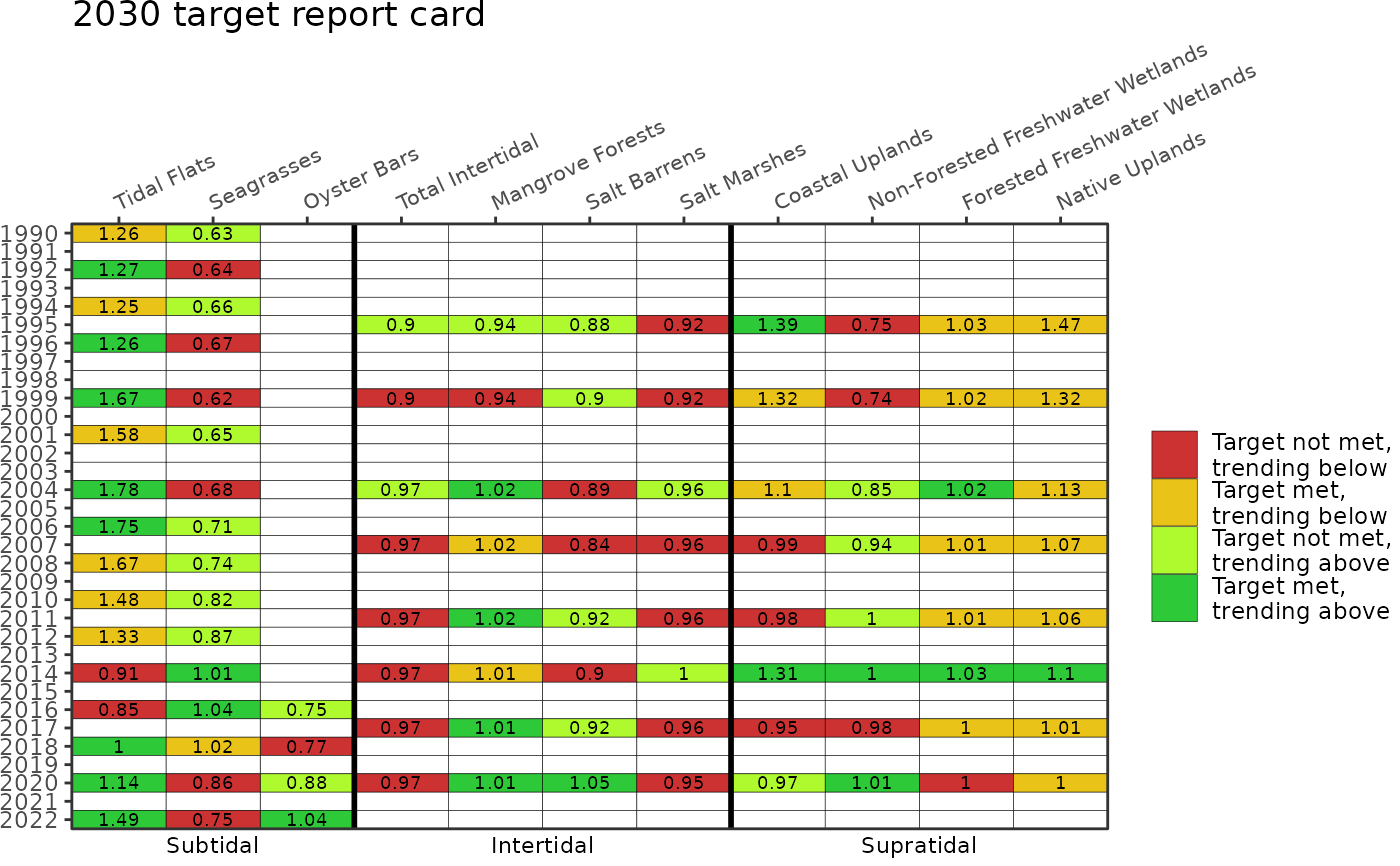 2030 target report card
Tidal Flats
Seagrasses
Oyster Bars
Total Intertidal
Mangrove Forests
Salt Barrens
Salt Marshes
Coastal Uplands
Non-Forested Freshwater Wetlands
Forested Freshwater Wetlands
Native Uplands
1990 1.26 0.63
1991
1992 1.27 0.64
1993
1994 1.25 0.66
1995 0.9 0.94 0.88 0.92 1.39 0.75 1.03 1.47
1996 1.26 0.67
1997
1998
1999 1.67 0.62 0.9 0.94 0.9 0.92 1.32 0.74 1.02 1.32
2000
2001 1.58 0.65
2002
2003
2004 1.78 0.68 0.97 1.02 0.89 0.96 1.1 0.85 1.02 1.13
2005
2006 1.75 0.71
2007 0.97 1.02 0.84 0.96 0.99 0.94 1.01 1.07
2008 1.67 0.74
2009
2010 1.48 0.82
2011 0.97 1.02 0.92 0.96 0.98 1 1.01 1.06
2012 1.33 0.87
2013
2014 0.91 1.01 0.97 1.01 0.9 1 1.31 1 1.03 1.1
2015
2016 0.85 1.04 0.75
2017 0.97 1.01 0.92 0.96 0.95 0.98 1 1.01
2018 1 1.02 0.77
2019
2020 1.14 0.86 0.88 0.97 1.01 1.05 0.95 0.97 1.01 1 1
2021
2022 1.49 0.75 1.04
Subtidal Intertidal Supratidal
Target not met,
trending below
Target met,
trending below
Target not met,
trending above
Target met,
trending above